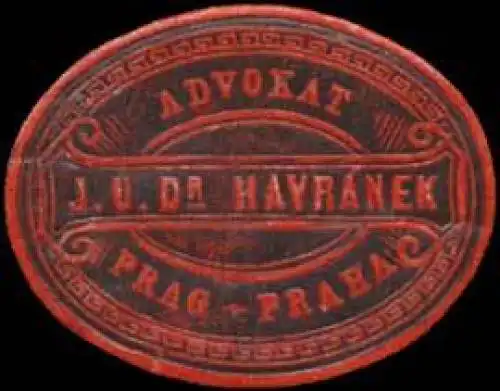 ADVOKAT
J. U. DR HAVRÁNEK
PRAG - PRAHA